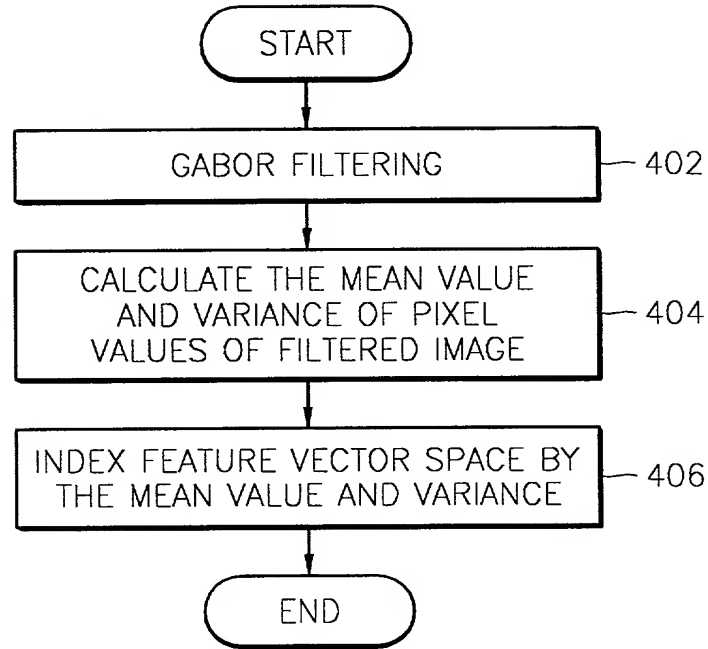 START
GABOR FILTERING
402
CALCULATE THE MEAN VALUE
AND VARIANCE OF PIXEL
VALUES OF FILTERED IMAGE
404
INDEX FEATURE VECTOR SPACE BY
THE MEAN VALUE AND VARIANCE
406
END